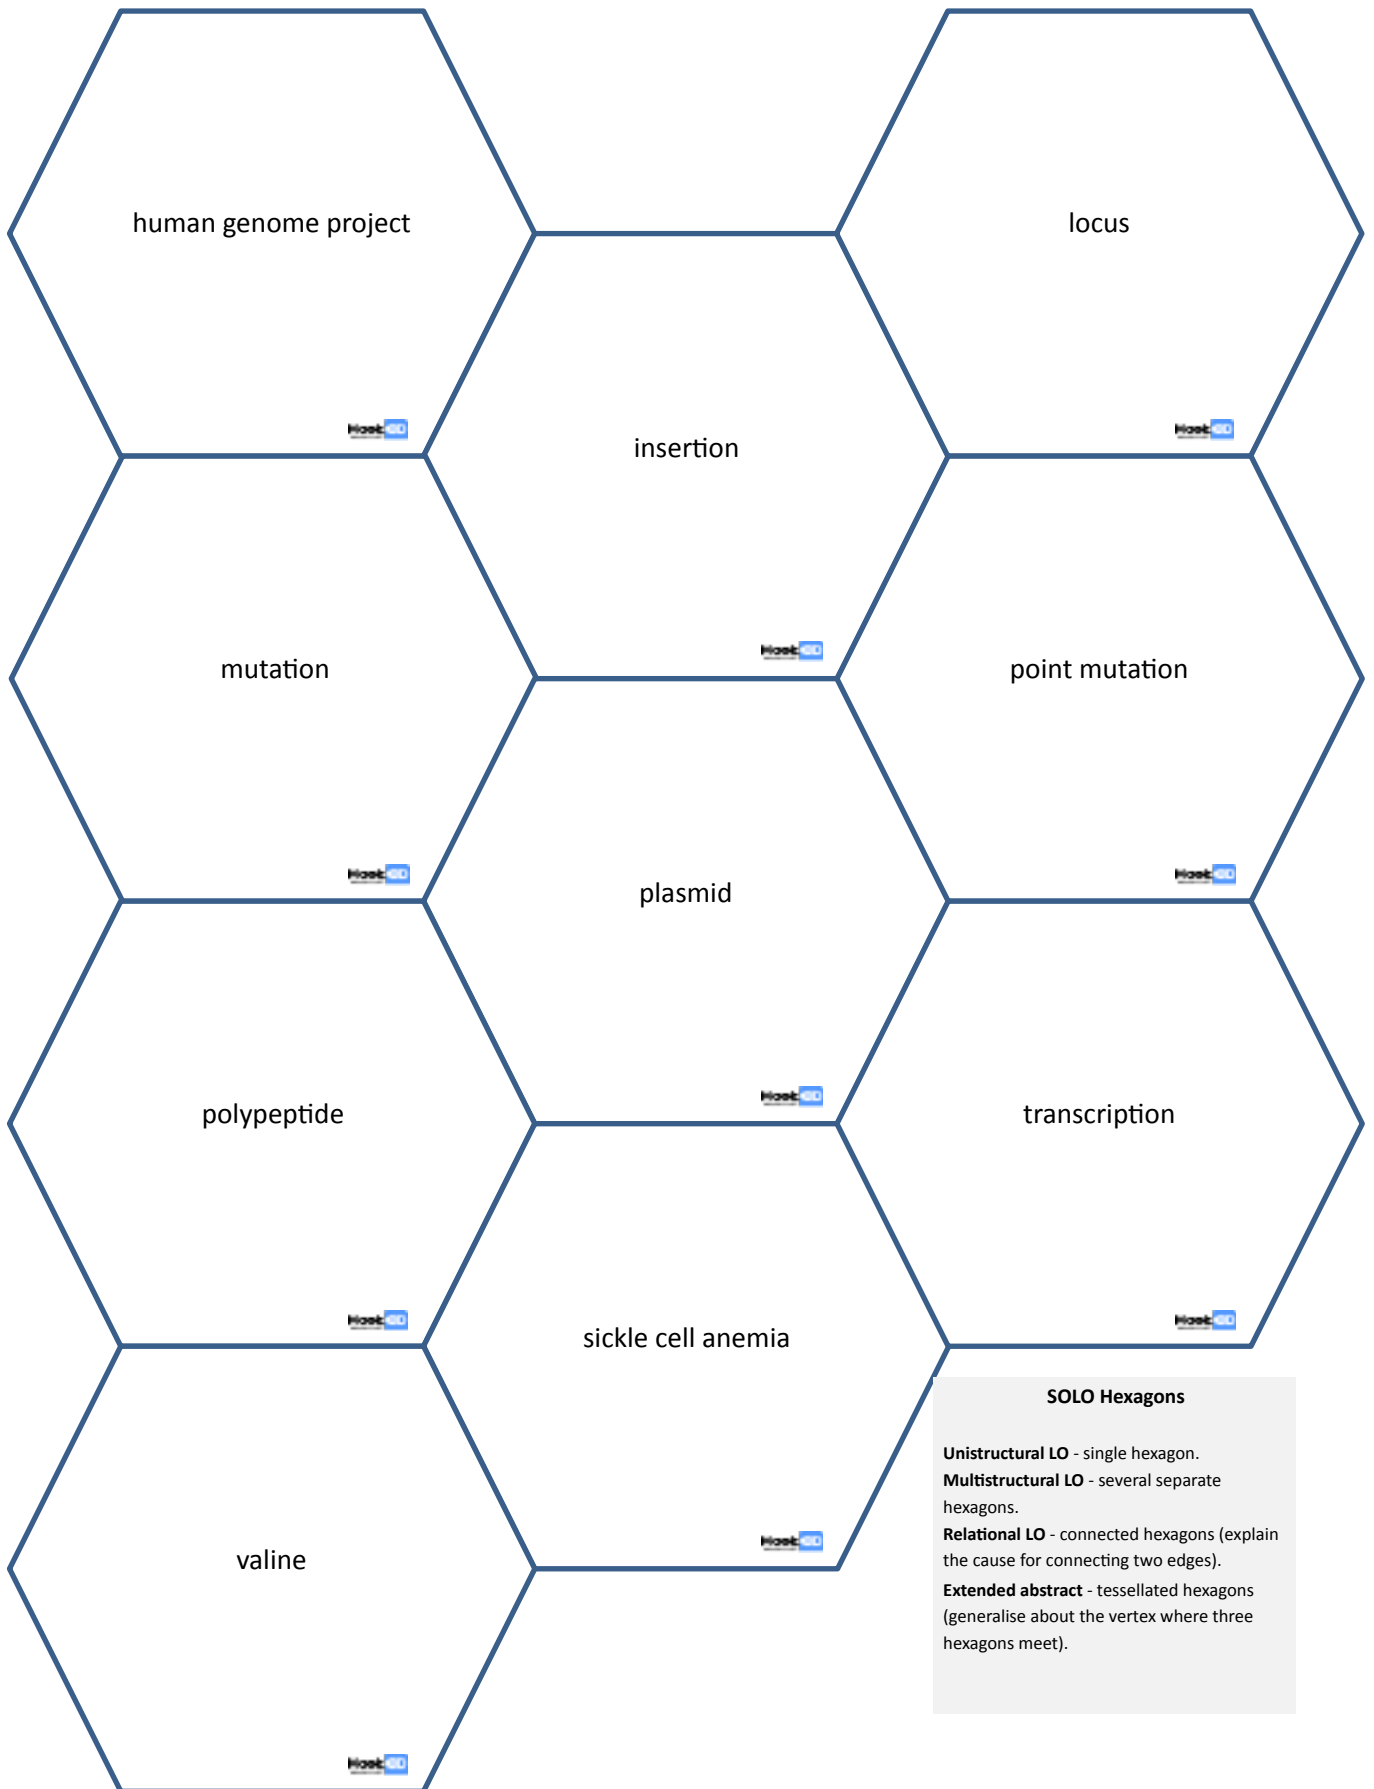 human genome project
locus
insertion
mutation
point mutation
plasmid
polypeptide
transcription
sickle cell anemia
SOLO Hexagons
Unistructural LO - single hexagon.
Multistructural LO - several separate
hexagons.
Relational LO - connected hexagons (explain
the cause for connecting two edges).
Extended abstract - tessellated hexagons
(generalise about the vertex where three
hexagons meet).
valine